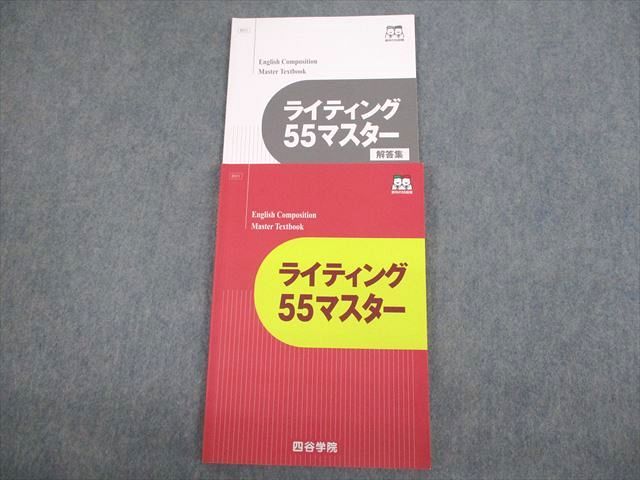 English Composition
Master Textbook
ライティング
55マスター
解答集
English Composition
Master Textbook
ライティング
55マスター
四谷学院